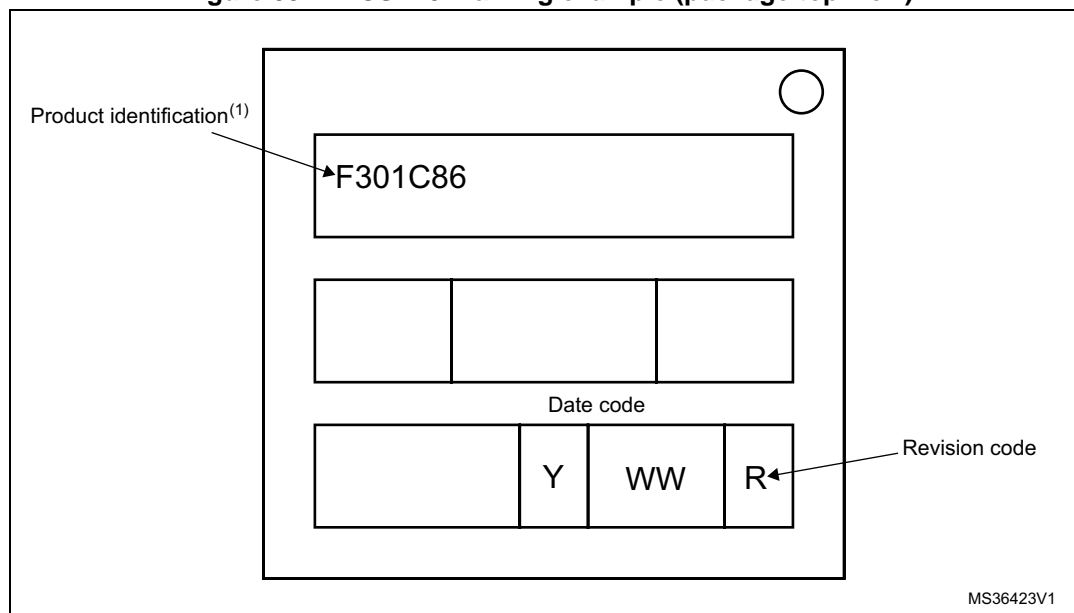 Product identification(1)
F301C86
Date code
Y WW R
Revision code
MS36423V1